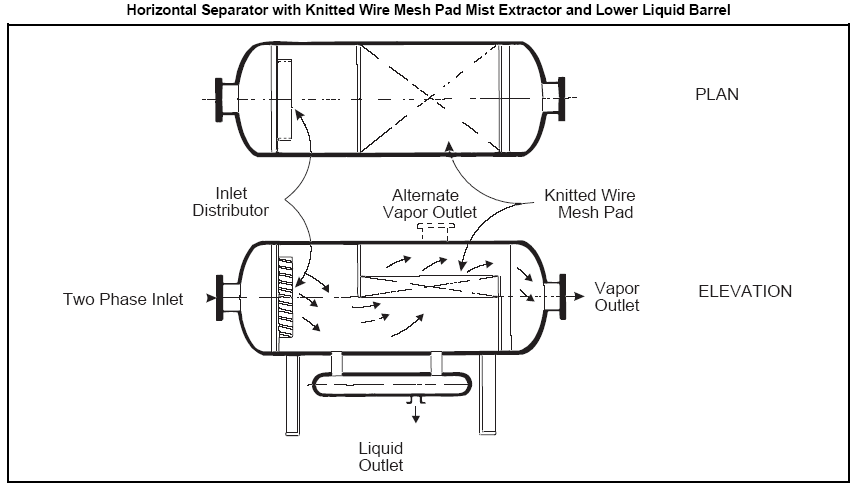 Horizontal Separator with Knitted Wire Mesh Pad Mist Extractor and Lower Liquid Barrel
PLAN
Inlet
Distributor
Alternate
Vapor Outlet
Knitted Wire
Mesh Pad
Two Phase Inlet
Vapor
Outlet
ELEVATION
Liquid
Outlet